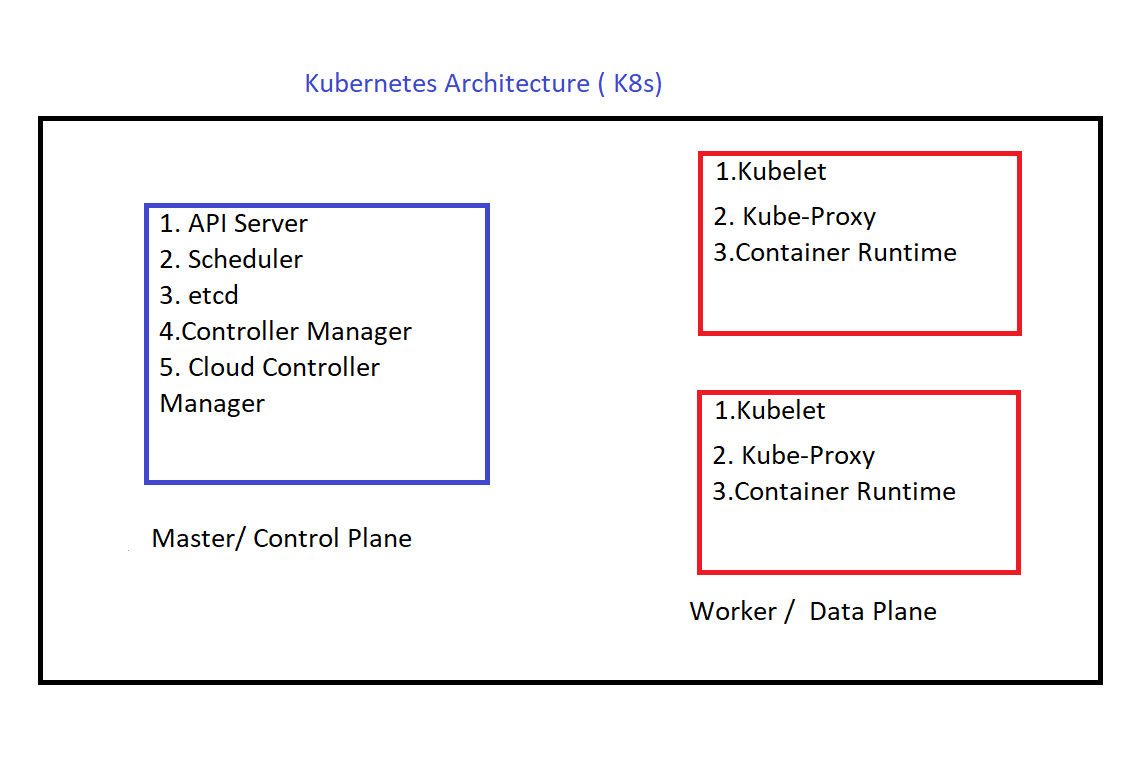 Kubernetes Architecture ( K8s)
1. API Server
2. Scheduler
3. etcd
4.Controller Manager
5. Cloud Controller
Manager
Master/ Control Plane
1.Kubelet
2. Kube-Proxy
3.Container Runtime
1.Kubelet
2. Kube-Proxy
3.Container Runtime
Worker /  Data Plane